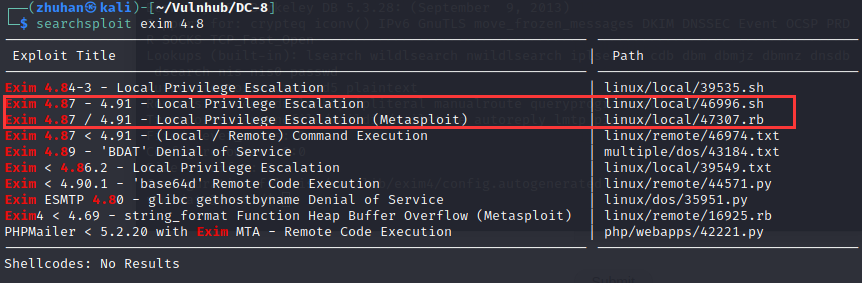 (zhuhan㉿kali)-[~/Vulnhub/DC-8]
$ searchsploit exim 4.8
Exploit Title | Path
Exim 4.84-3 - Local Privilege Escalation | linux/local/39535.sh
Exim 4.87 - 4.91 - Local Privilege Escalation | linux/local/46996.sh
Exim 4.87 / 4.91 - Local Privilege Escalation (Metasploit) | linux/local/47307.rb
Exim 4.87 < 4.91 - (Local / Remote) Command Execution | linux/remote/46974.txt
Exim 4.89 - 'BDAT' Denial of Service | multiple/dos/43184.txt
Exim < 4.86.2 - Local Privilege Escalation | linux/local/39549.txt
Exim < 4.90.1 - 'base64d' Remote Code Execution | linux/remote/44571.py
Exim ESMTP 4.80 - glibc gethostbyname Denial of Service | linux/dos/35951.py
Exim4 < 4.69 - string_format Function Heap Buffer Overflow (Metasploit) | linux/remote/16925.rb
PHPMailer < 5.2.20 with Exim MTA - Remote Code Execution | php/webapps/42221.py
Shellcodes: No Results